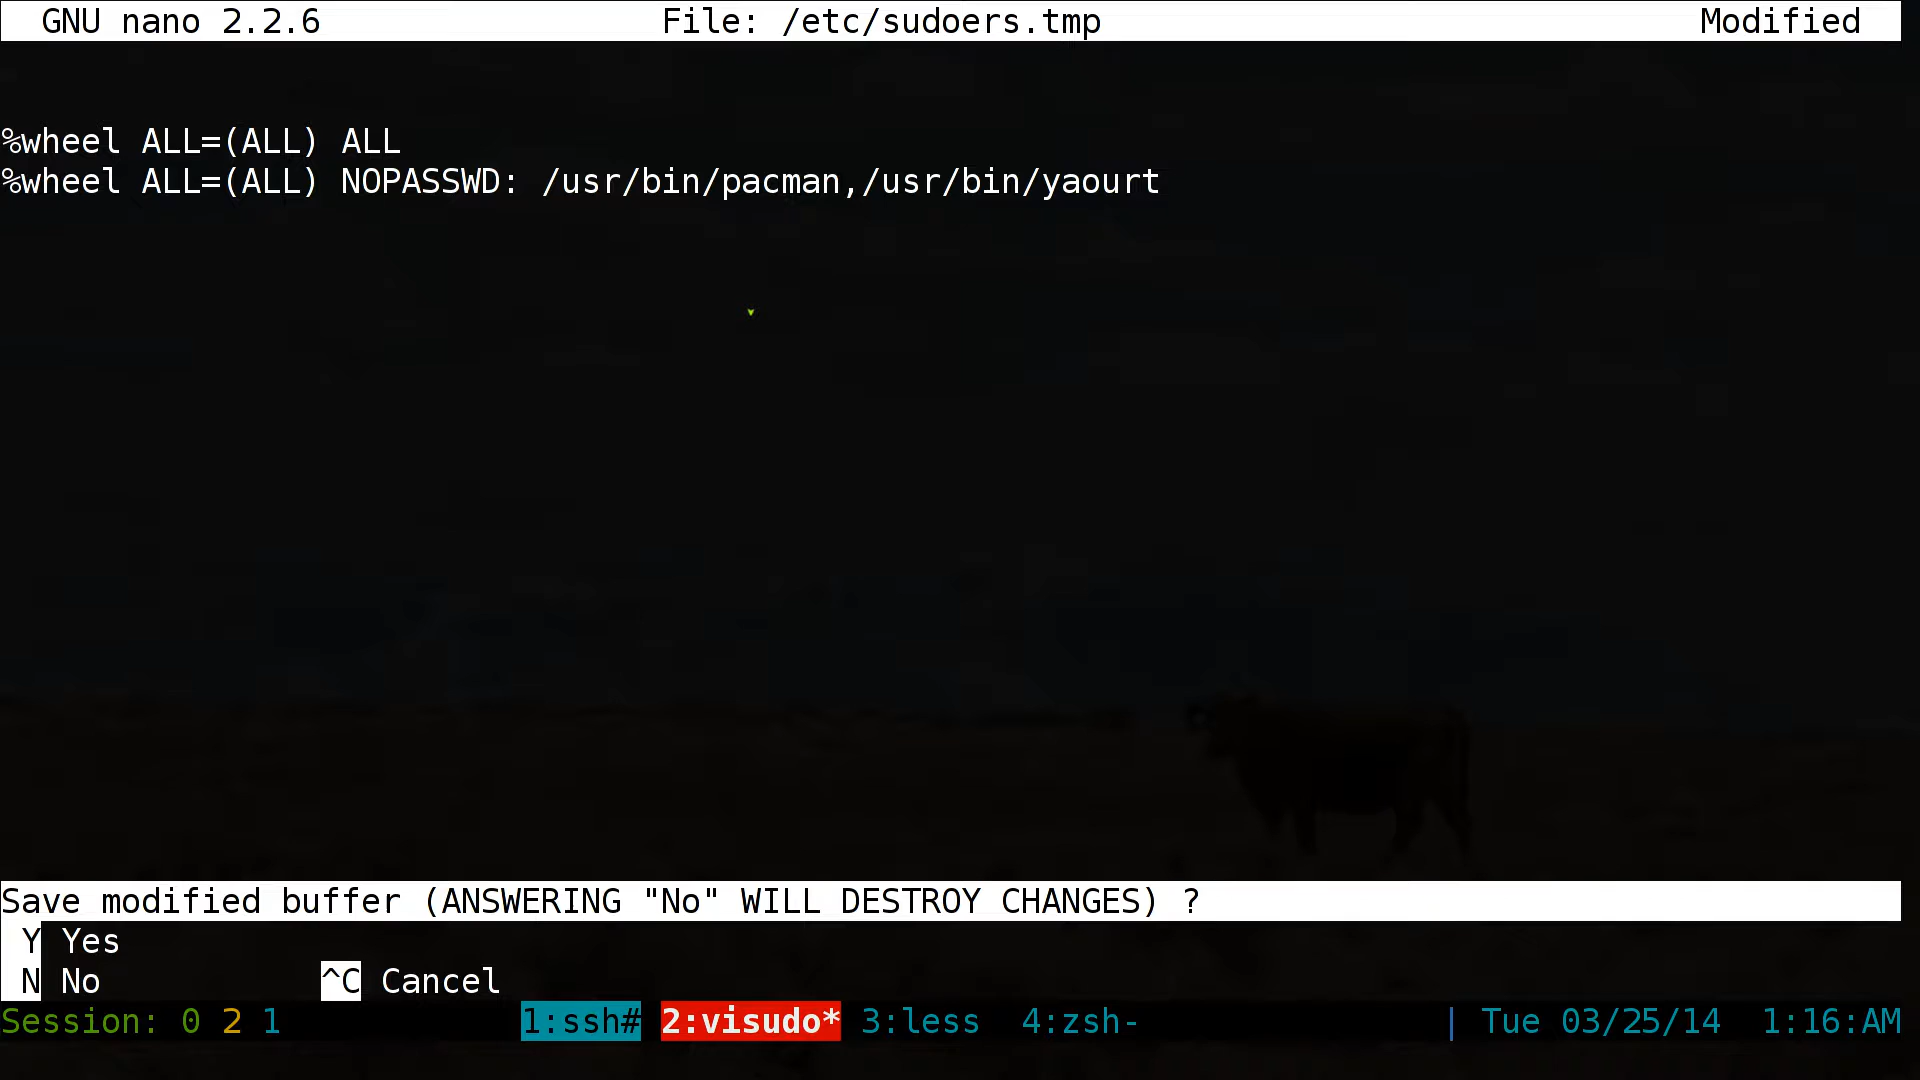 GNU nano 2.2.6 File: /etc/sudoers.tmp Modified
%wheel ALL=(ALL) ALL
%wheel ALL=(ALL) NOPASSWD: /usr/bin/pacman,/usr/bin/yaourt
Save modified buffer (ANSWERING "No" WILL DESTROY CHANGES) ?
Y Yes
N No ^C Cancel
Session: 0 2 1 1:ssh# 2:visudo* 3:less 4:zsh- | Tue 03/25/14 1:16:AM